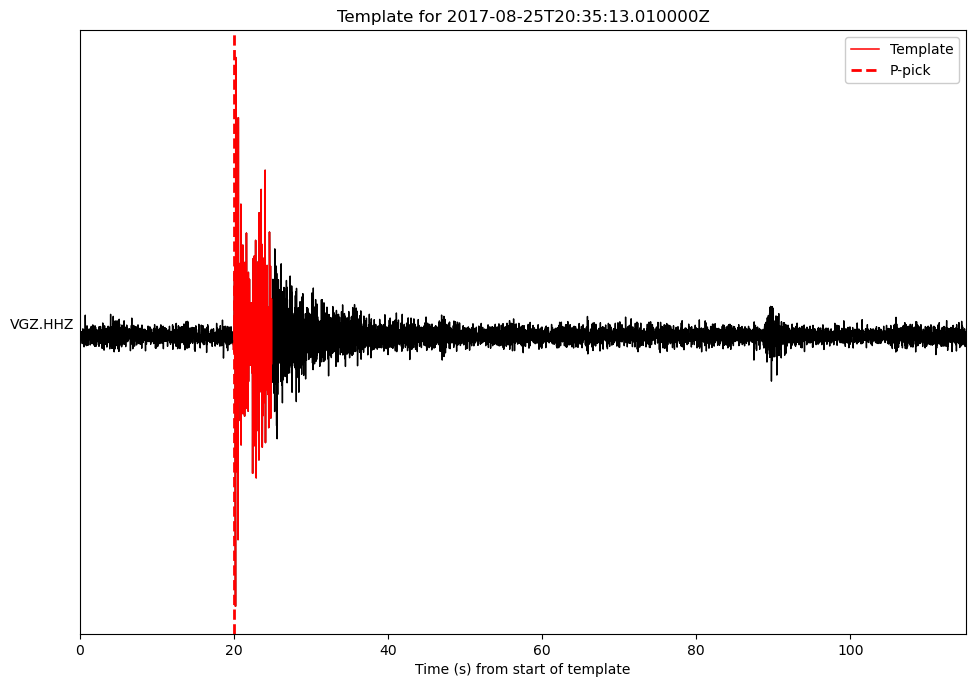 Template for 2017-08-25T20:35:13.010000Z
Template
P-pick
VGZ.HHZ
0 20 40 60 80 100
Time (s) from start of template